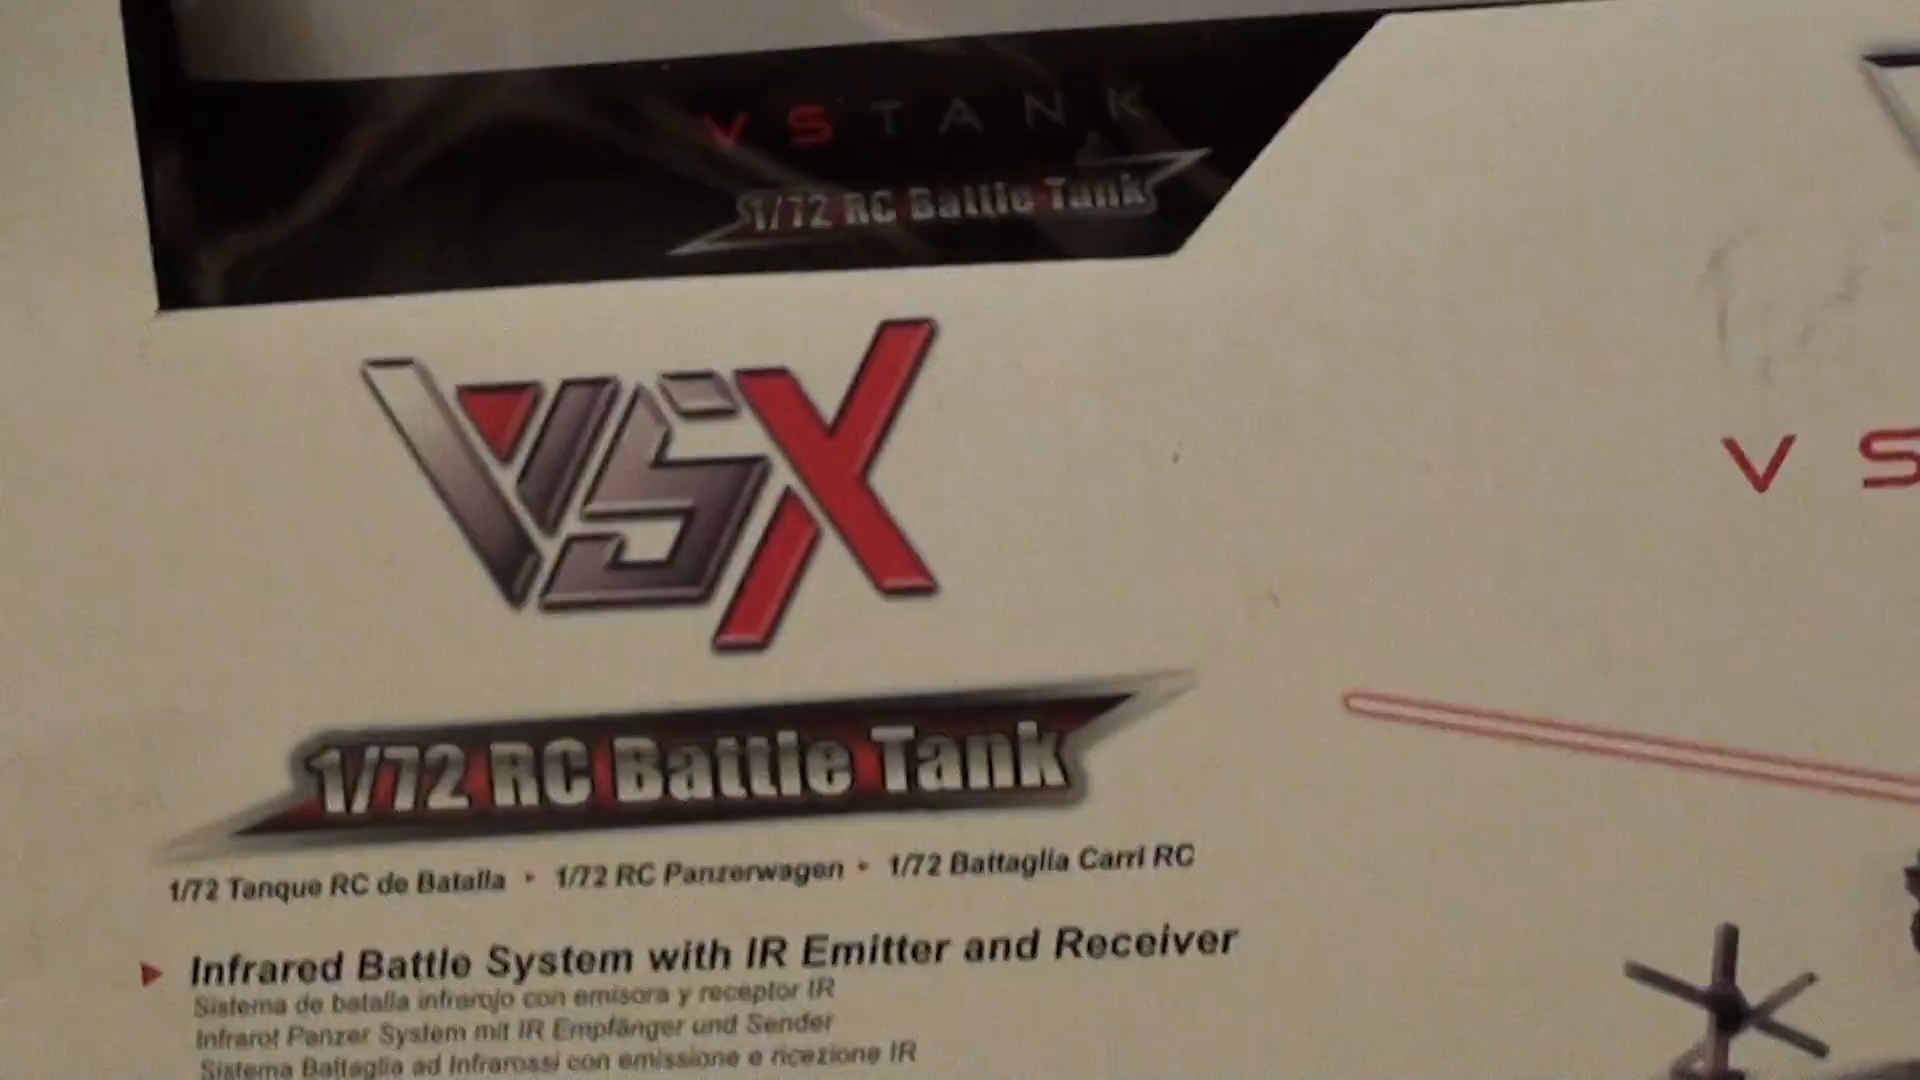 VSTANK
1/72 RC Battle Tank
VSX
V S
1/72 RC Battle Tank
1/72 Tanque RC de Batalla ▸ 1/72 RC Panzerwagen ▸ 1/72 Battaglia Carri RC
▸ Infrared Battle System with IR Emitter and Receiver
Sistema de batalla infrarojo con emisora y receptor IR
Infrarot Panzer System mit IR Empfänger und Sender
Sistema Battaglia ad Infrarossi con emissione e ricezione IR